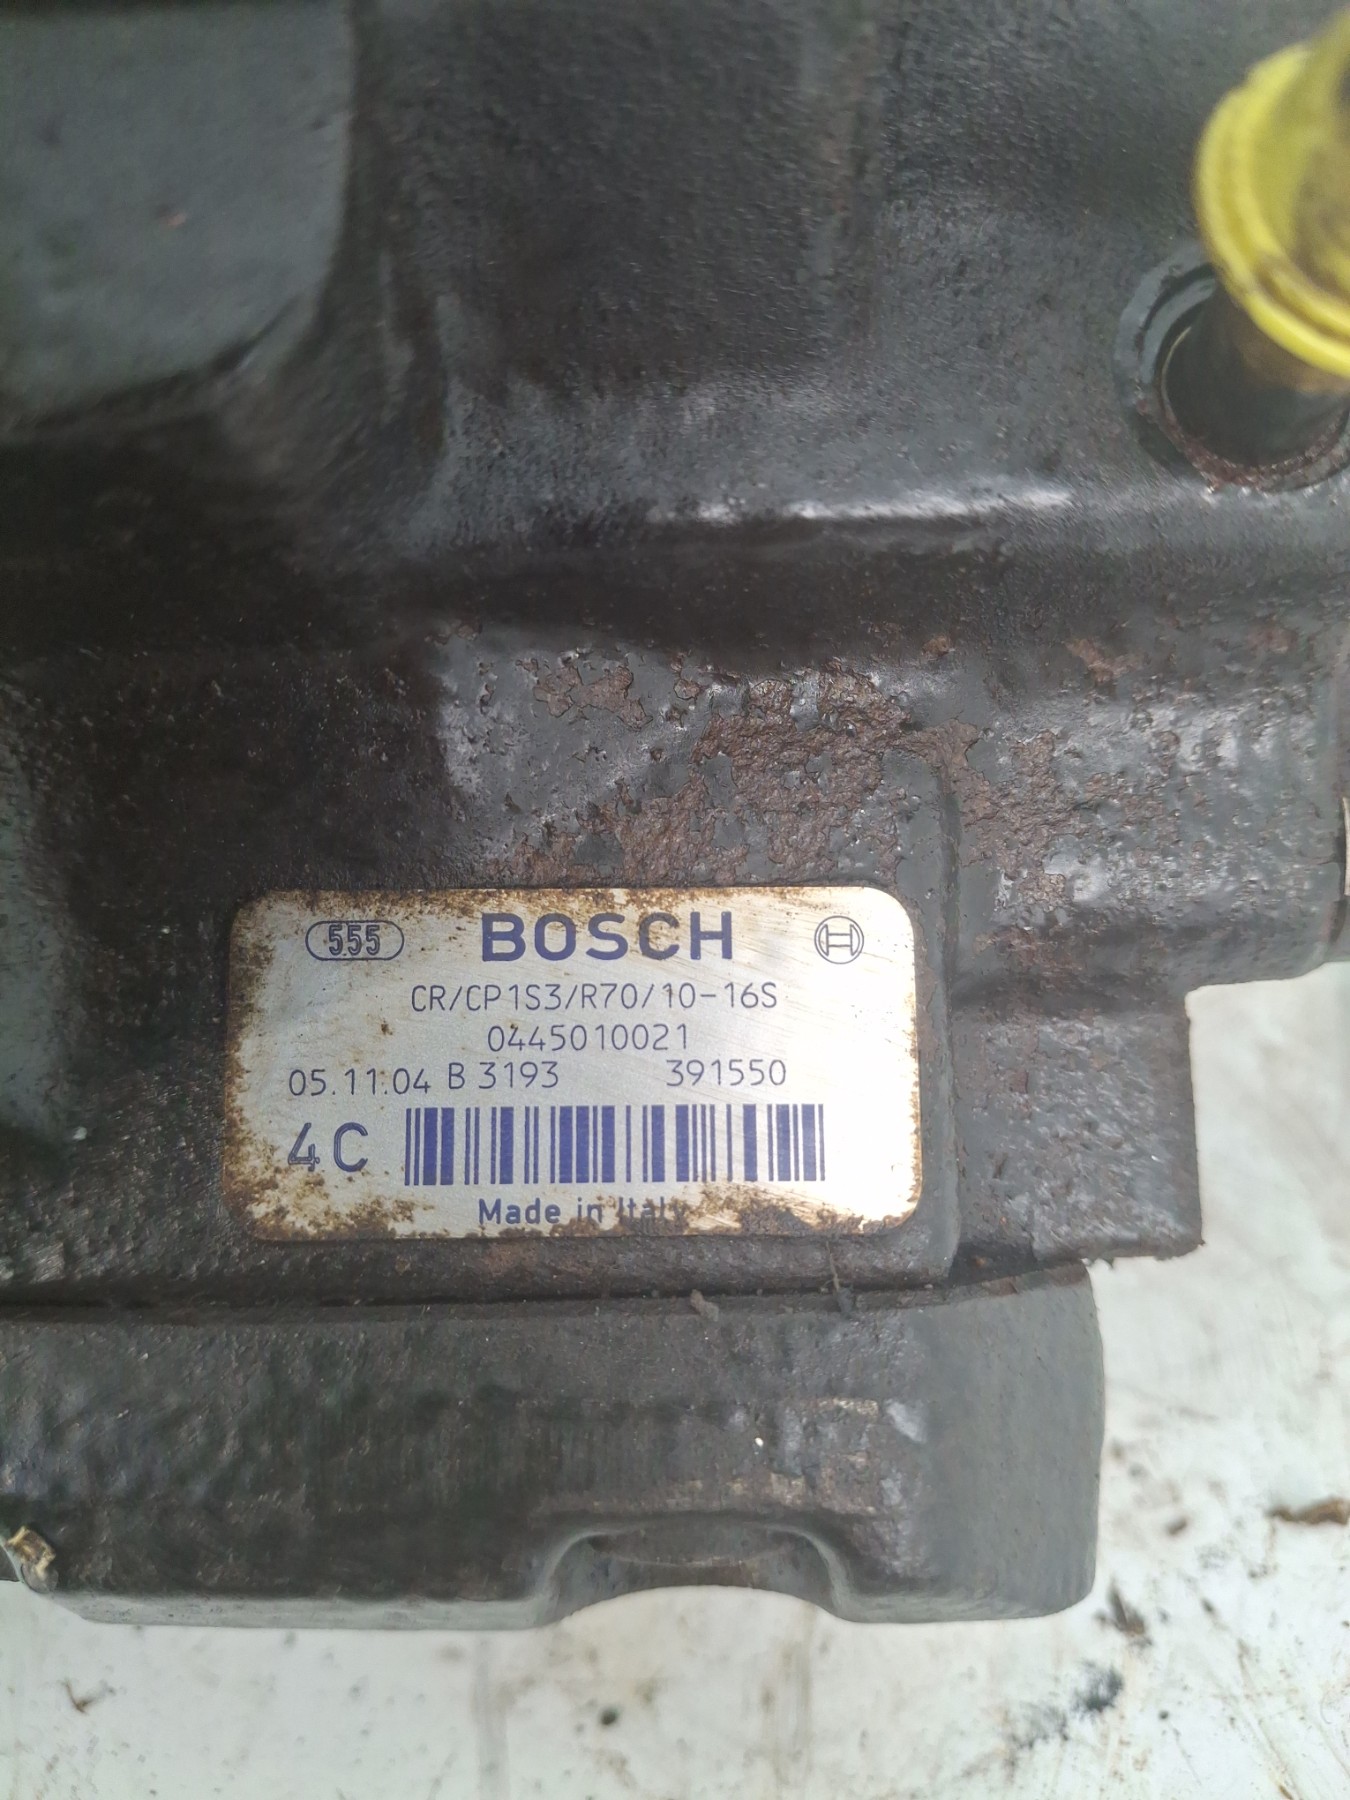 555 BOSCH
CR/CP1S3/R70/10-16S
0445010021
05.11.04 B 3193 391550
4C
Made in Italy